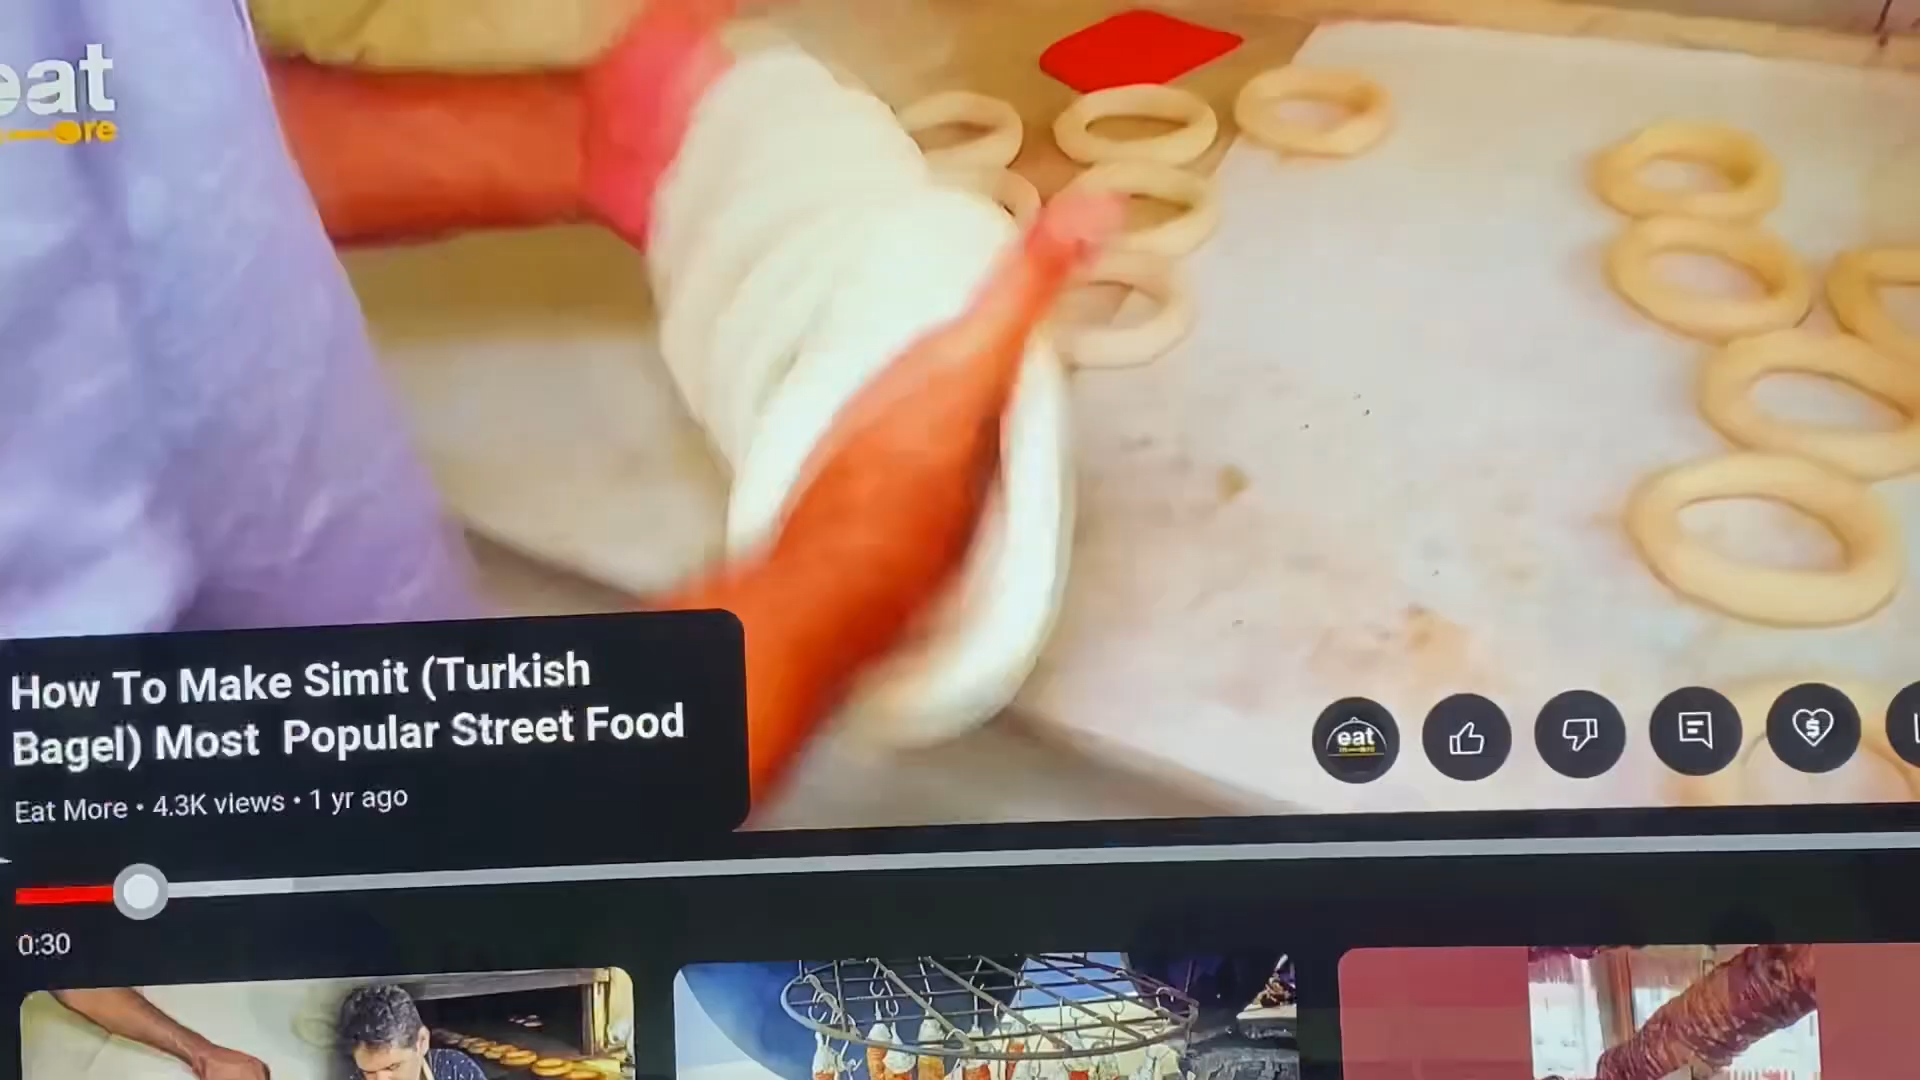 eat
re
How To Make Simit (Turkish
Bagel) Most Popular Street Food
Eat More • 4.3K views • 1 yr ago
eat
0:30